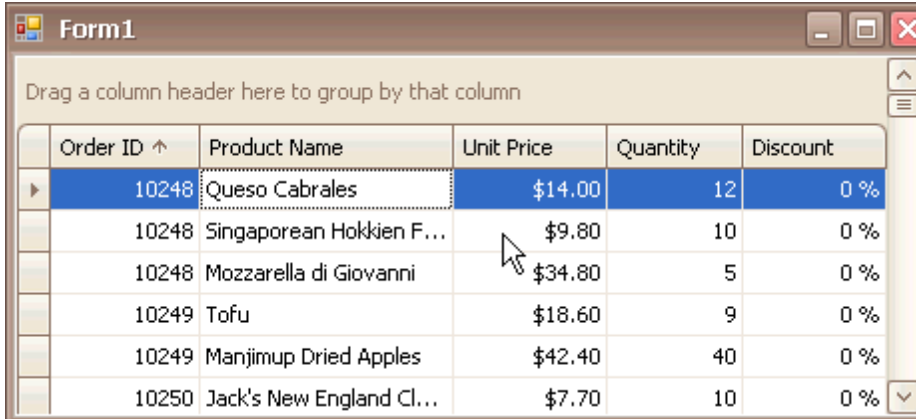 Form1
Drag a column header here to group by that column
Order ID Product Name Unit Price Quantity Discount
10248 Queso Cabrales $14.00 12 0 %
10248 Singaporean Hokkien F... $9.80 10 0 %
10248 Mozzarella di Giovanni $34.80 5 0 %
10249 Tofu $18.60 9 0 %
10249 Manjimup Dried Apples $42.40 40 0 %
10250 Jack's New England Cl... $7.70 10 0 %